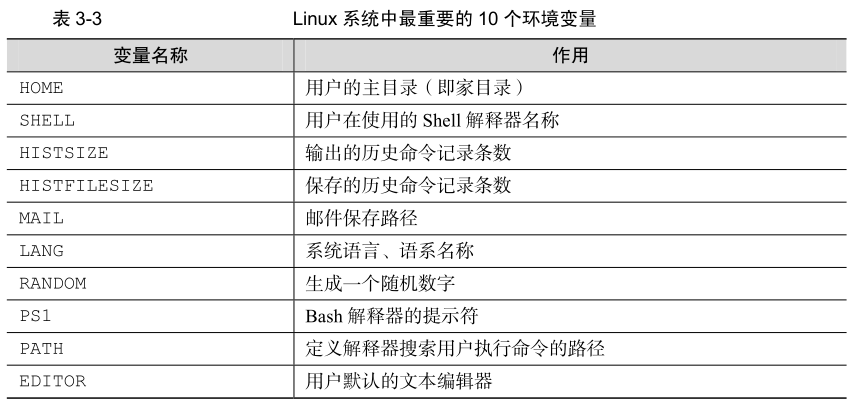 表 3-3 Linux 系统中最重要的 10 个环境变量
变量名称 作用
HOME 用户的主目录（即家目录）
SHELL 用户在使用的 Shell 解释器名称
HISTSIZE 输出的历史命令记录条数
HISTFILESIZE 保存的历史命令记录条数
MAIL 邮件保存路径
LANG 系统语言、语系名称
RANDOM 生成一个随机数字
PS1 Bash 解释器的提示符
PATH 定义解释器搜索用户执行命令的路径
EDITOR 用户默认的文本编辑器